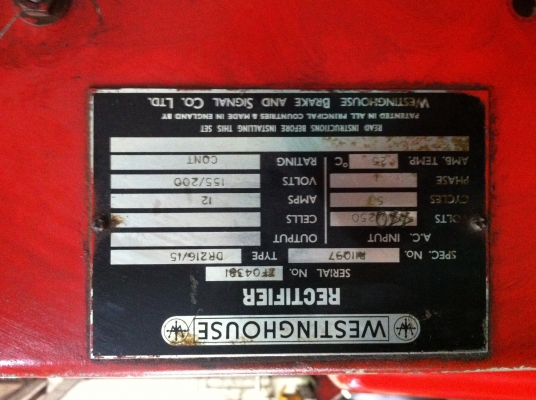 WESTINGHOUSE
RECTIFIER
SERIAL No.
SPEC. No. TYPE DR216/15
A.C. INPUT OUTPUT
VOLTS 250 CELLS
CYCLES 50 AMPS 12
PHASE 1 VOLTS 155/200
AMB. TEMP. 25 °C RATING CONT
READ INSTRUCTIONS BEFORE INSTALLING THIS SET
PATENTED IN ALL PRINCIPAL COUNTRIES & MADE IN ENGLAND BY
WESTINGHOUSE BRAKE AND SIGNAL CO. LTD.